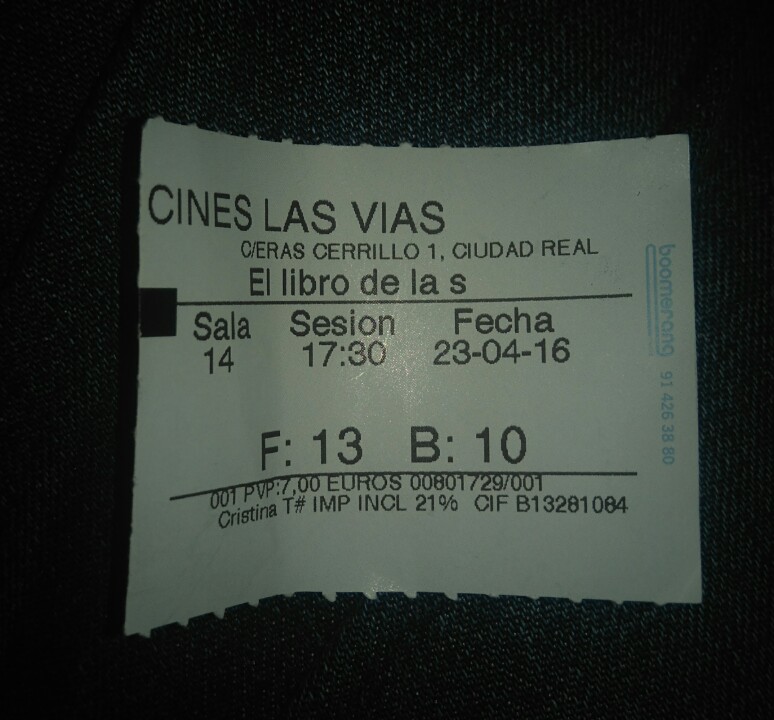 CINES LAS VIAS
C/ERAS CERRILLO 1, CIUDAD REAL
El libro de la s
Sala Sesion Fecha
14 17:30 23-04-16
F: 13 B: 10
001 PVP:7,00 EUROS 00801729/001
Cristina T# IMP INCL 21% CIF B13281084
boomerang 91 426 38 80